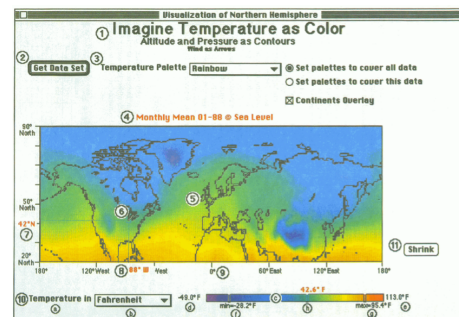 Visualization of Northern Hemisphere
① Imagine Temperature as Color
Altitude and Pressure as Contours
Wind as Arrows
② ③
Get Data Set Temperature Palette Rainbow Set palettes to cover all data
Set palettes to cover this data
Continents Overlay
④ Monthly Mean 01-88 @ Sea Level
90°
North
50°
North
⑤
⑥
42°N
⑦
20°
North
⑪ Shrink
180° 120°West ⑧ 88° W 0° ⑨ 60°East 120°East 180°
42.6° F
⑩ Temperature in Fahrenheit -49.0°F ⓒ 113.0°F
min=-28.2°F max=85.4°F
ⓐ ⓑ ⓓ ⓕ ⓗ ⓖ ⓔ